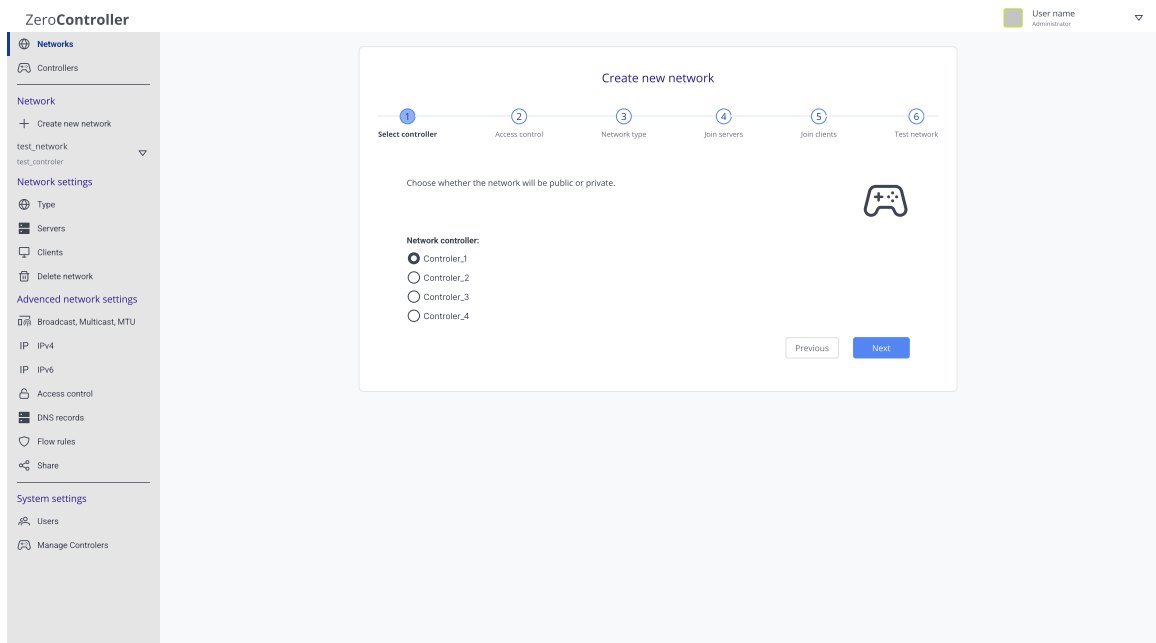 ZeroController
User name
Administrator
Networks
Controllers
Network
Create new network
test_network
test_controler
Network settings
Type
Servers
Clients
Delete network
Advanced network settings
Broadcast, Multicast, MTU
IP IPv4
IP IPv6
Access control
DNS records
Flow rules
Share
System settings
Users
Manage Controlers
Create new network
1 2 3 4 5 6
Select controller Access control Network type Join servers Join clients Test network
Choose whether the network will be public or private.
Network controller:
Controler_1
Controler_2
Controler_3
Controler_4
Previous Next